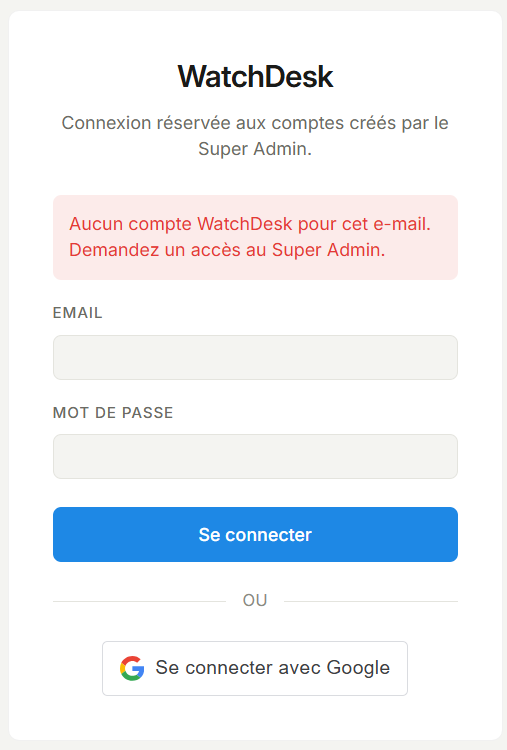 WatchDesk
Connexion réservée aux comptes créés par le
Super Admin.
Aucun compte WatchDesk pour cet e-mail.
Demandez un accès au Super Admin.
EMAIL
MOT DE PASSE
Se connecter
OU
Se connecter avec Google